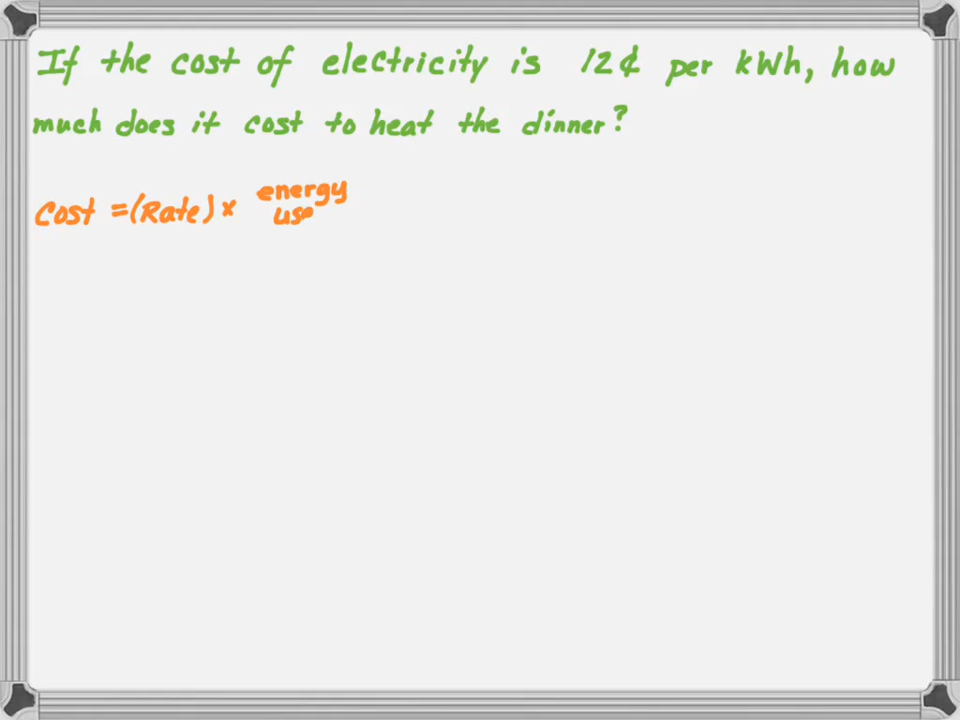 If the cost of electricity is 12¢ per kWh, how
much does it cost to heat the dinner?
Cost = (Rate) x energy use